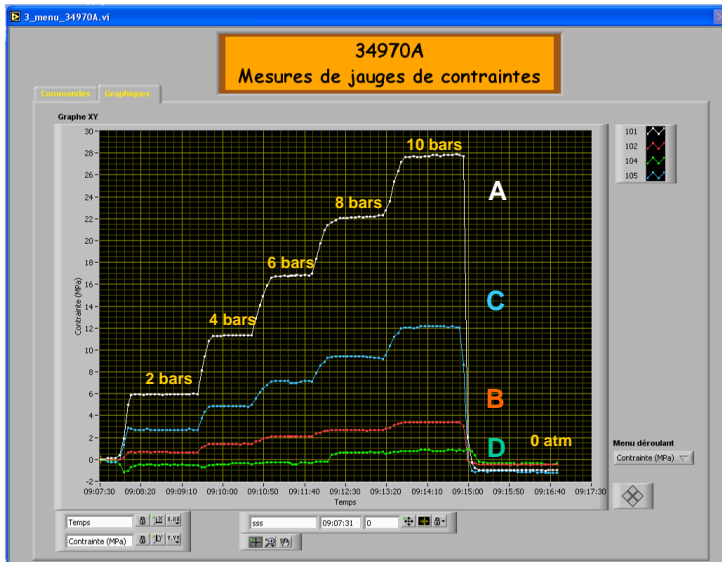 3_menu_34970A.vi
34970A
Mesures de jauges de contraintes
Commandes Graphiques
Graphe XY
30
28
26
24
22
20
18
16
14
12
10
8
6
4
2
0
-2
Contrainte (MPa)
10 bars
8 bars
6 bars
4 bars
2 bars
A
C
B
D
0 atm
09:07:30 09:08:20 09:09:10 09:10:00 09:10:50 09:11:40 09:12:30 09:13:20 09:14:10 09:15:00 09:15:50 09:16:40 09:17:30
Temps
101
102
104
105
Menu déroulant
Contrainte (MPa)
Temps
Contrainte (MPa)
sss 09:07:31 0